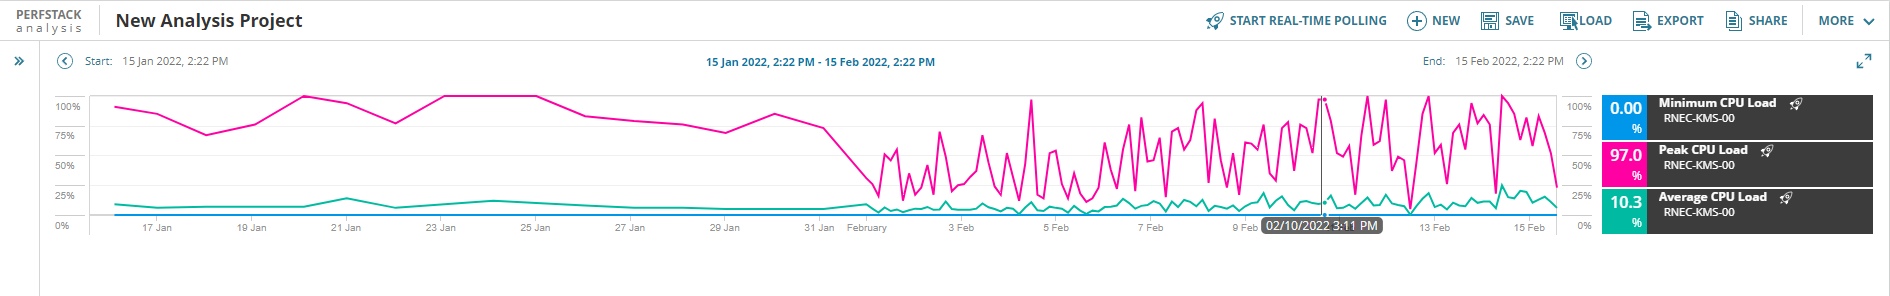 PERFSTACK
analysis
New Analysis Project
START REAL-TIME POLLING
NEW
SAVE
LOAD
EXPORT
SHARE
MORE
Start: 15 Jan 2022, 2:22 PM
15 Jan 2022, 2:22 PM - 15 Feb 2022, 2:22 PM
End: 15 Feb 2022, 2:22 PM
100%
75%
50%
25%
0%
100%
75%
50%
25%
0%
17 Jan
19 Jan
21 Jan
23 Jan
25 Jan
27 Jan
29 Jan
31 Jan
February
3 Feb
5 Feb
7 Feb
9 Feb
02/10/2022 3:11 PM
13 Feb
15 Feb
0.00 %
Minimum CPU Load
RNEC-KMS-00
97.0 %
Peak CPU Load
RNEC-KMS-00
10.3 %
Average CPU Load
RNEC-KMS-00